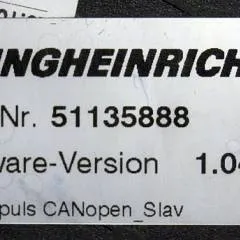 NGHEINRICH
Nr. 51135888
ware-Version 1.04
puls CANopen_Slav